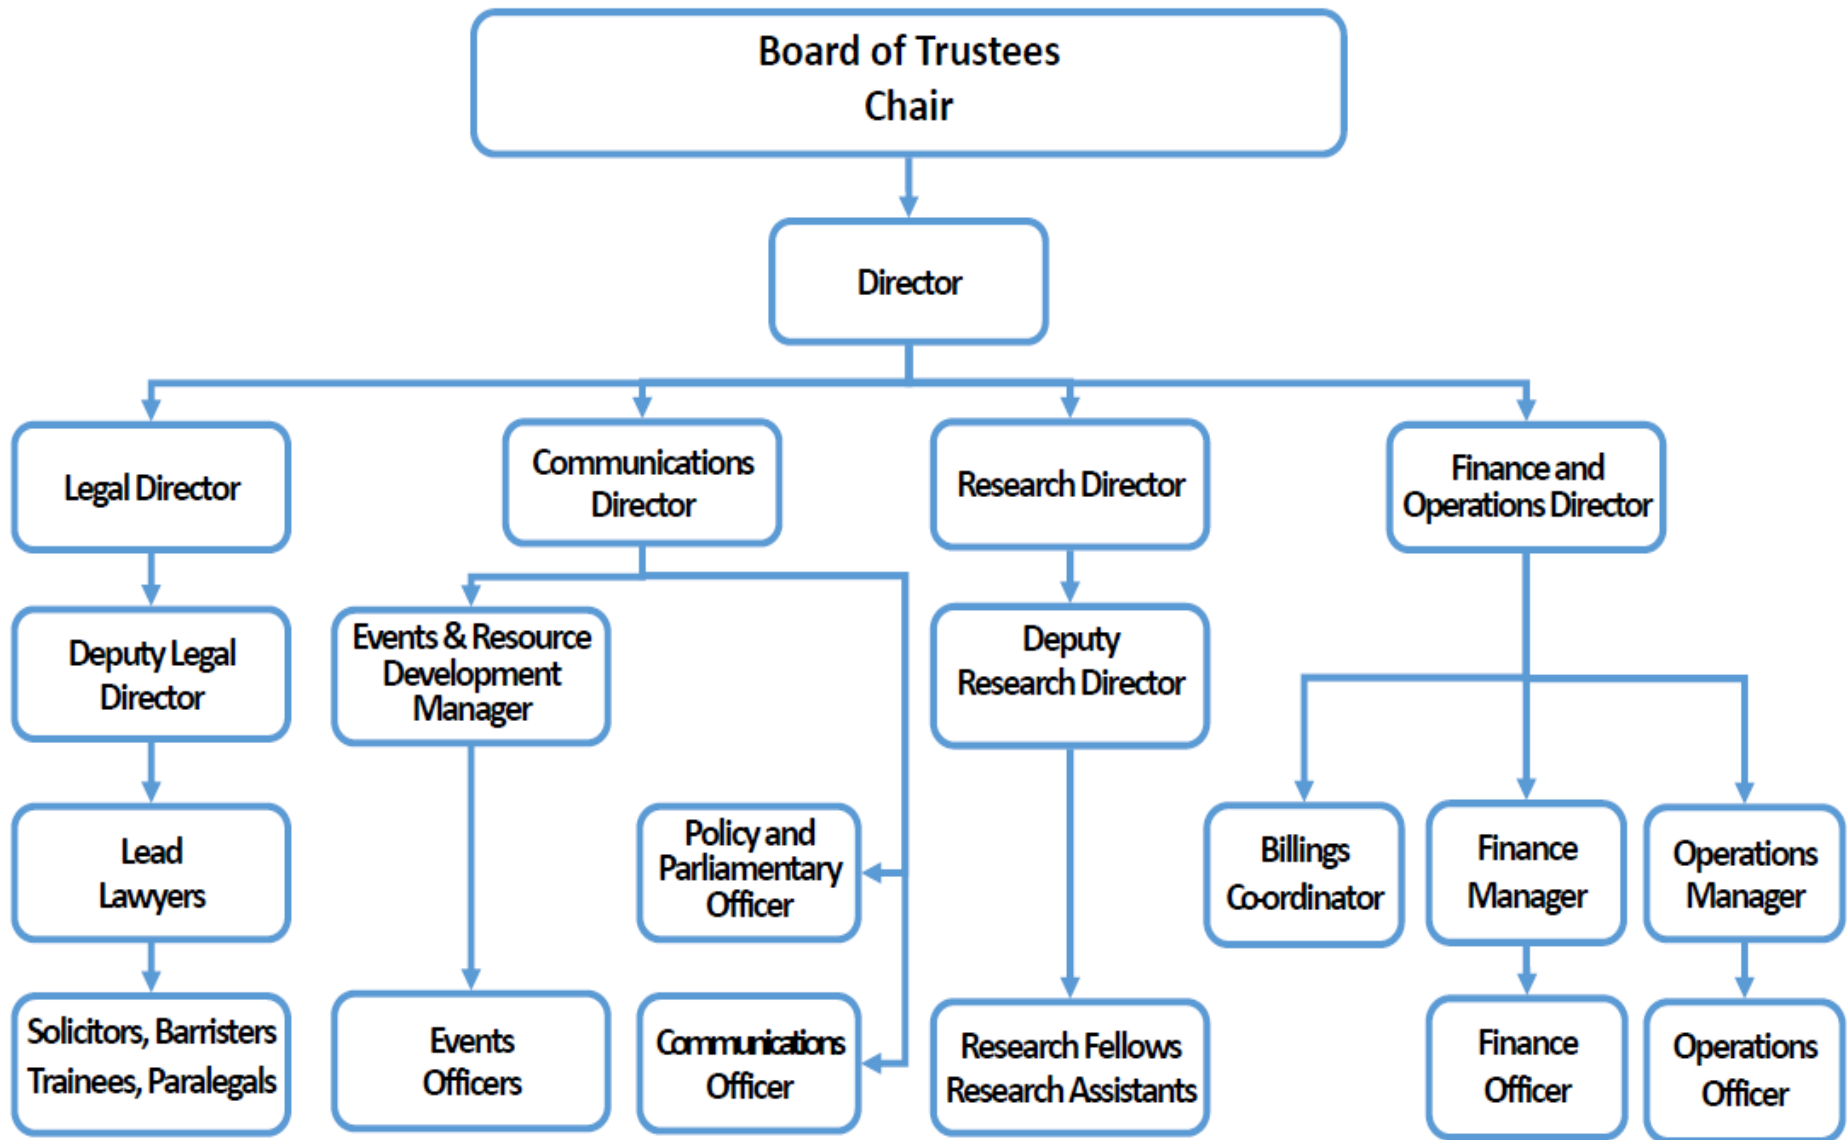 Board of Trustees
Chair
Director
Legal Director
Communications
Director
Research Director
Finance and
Operations Director
Deputy Legal
Director
Events & Resource
Development
Manager
Deputy
Research Director
Lead
Lawyers
Policy and
Parliamentary
Officer
Billings
Co-ordinator
Finance
Manager
Operations
Manager
Solicitors, Barristers
Trainees, Paralegals
Events
Officers
Communications
Officer
Research Fellows
Research Assistants
Finance
Officer
Operations
Officer